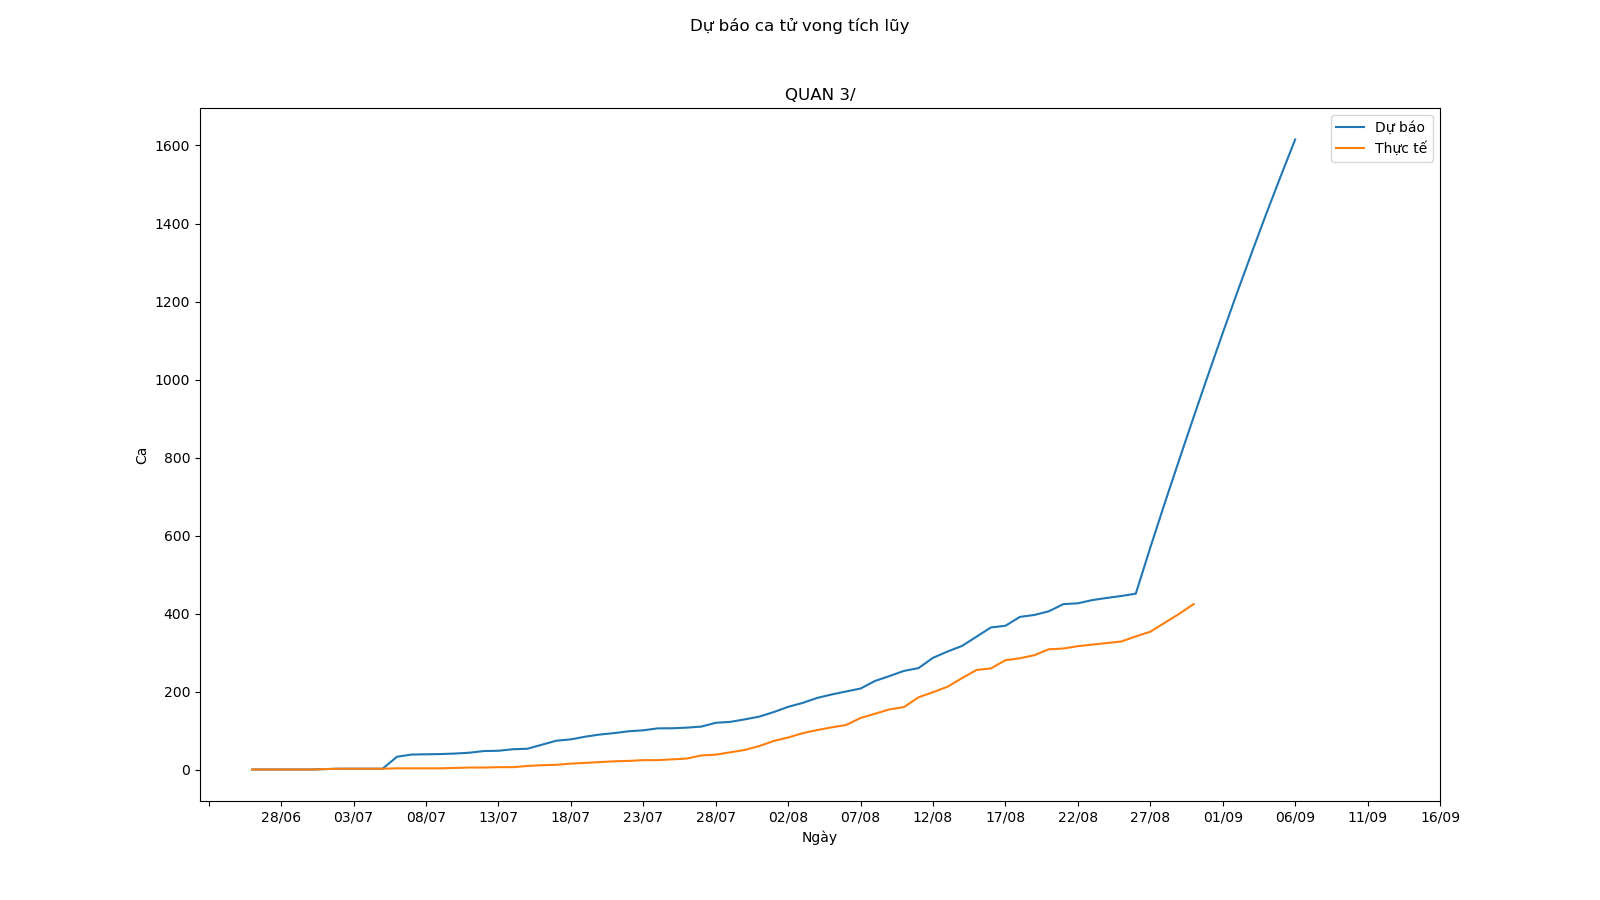 Dự báo ca tử vong tích lũy
QUAN 3/
Dự báo
Thực tế
1600
1400
1200
1000
800
600
400
200
0
Ca
28/06 03/07 08/07 13/07 18/07 23/07 28/07 02/08 07/08 12/08 17/08 22/08 27/08 01/09 06/09 11/09 16/09
Ngày